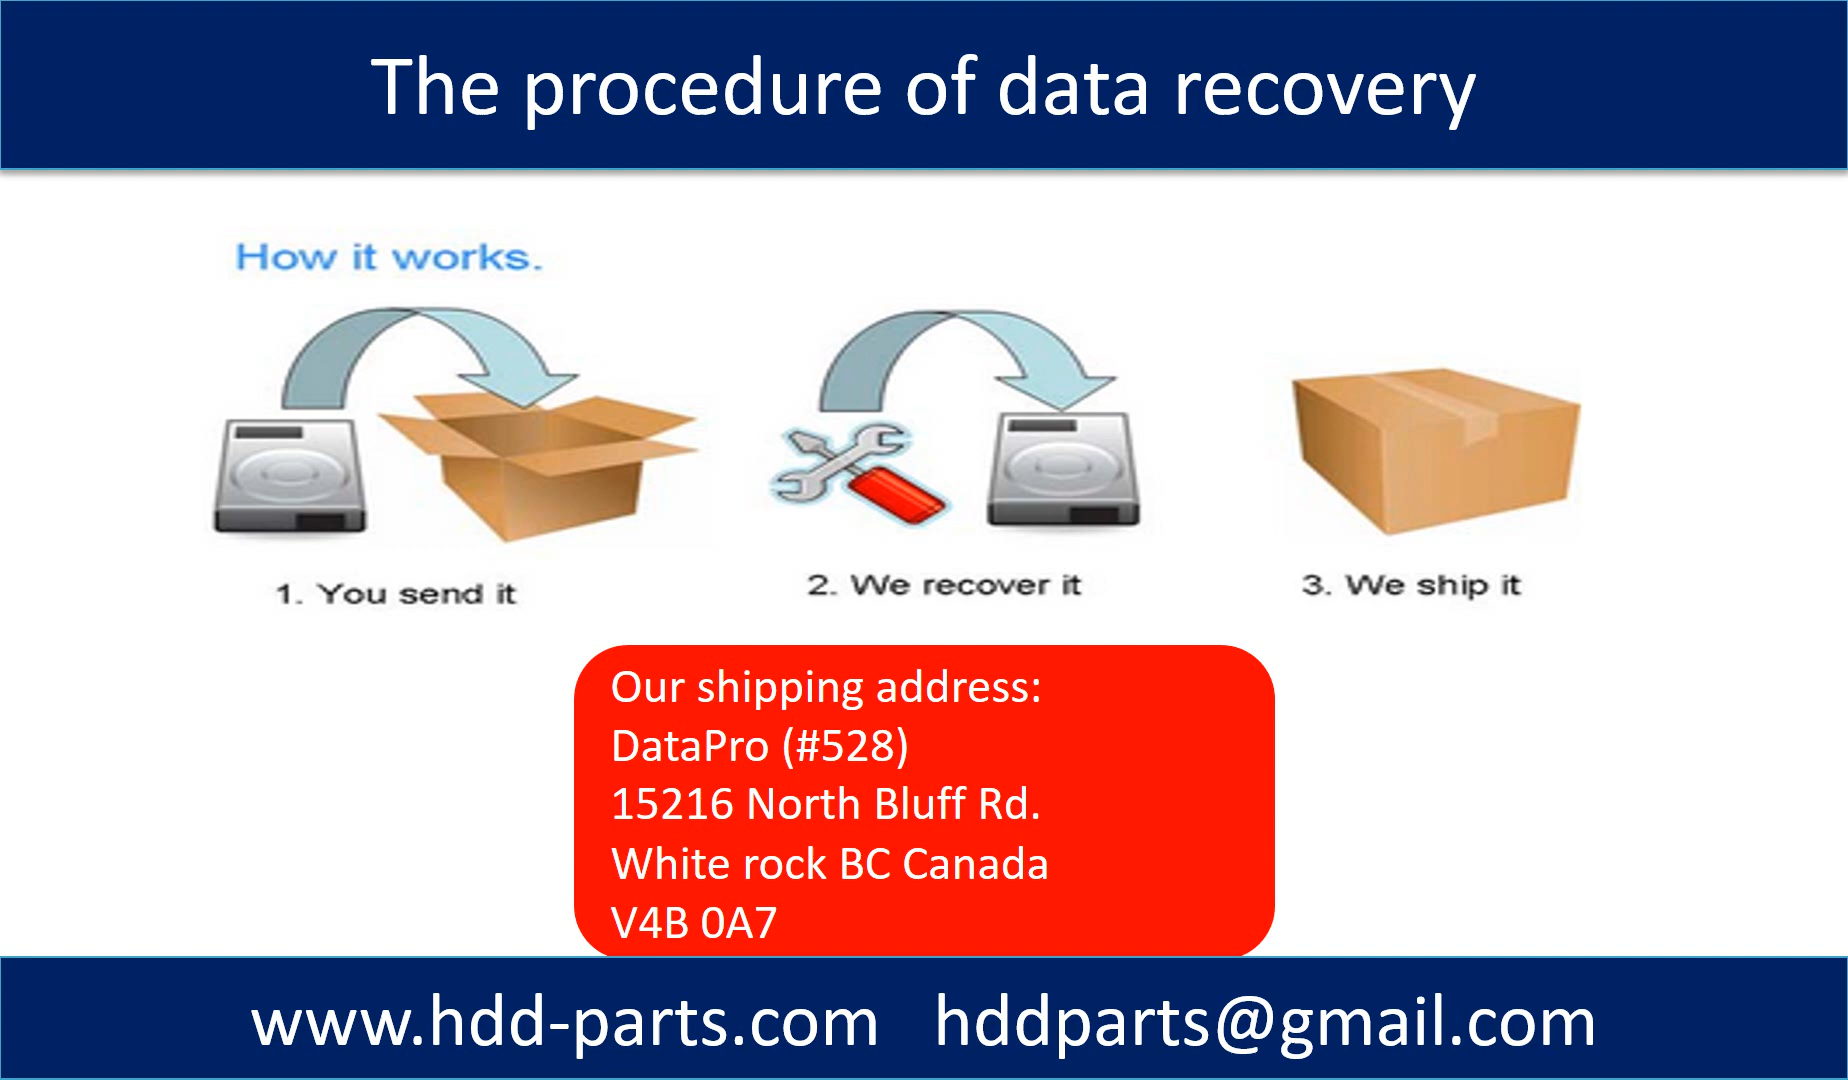 The procedure of data recovery
How it works.
1. You send it
2. We recover it
3. We ship it
Our shipping address:
DataPro (#528)
15216 North Bluff Rd.
White rock BC Canada
V4B 0A7
www.hdd-parts.com hddparts@gmail.com